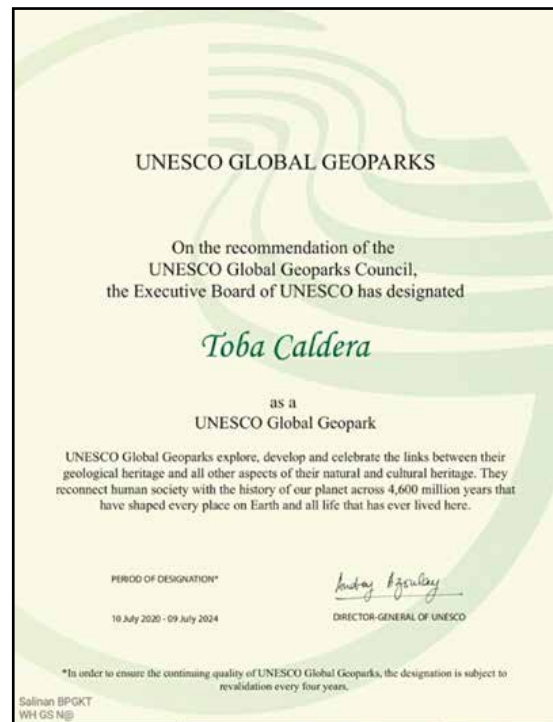 UNESCO GLOBAL GEOPARKS
On the recommendation of the
UNESCO Global Geoparks Council,
the Executive Board of UNESCO has designated
Toba Caldera
as a
UNESCO Global Geopark
UNESCO Global Geoparks explore, develop and celebrate the links between their
geological heritage and all other aspects of their natural and cultural heritage. They
reconnect human society with the history of our planet across 4,600 million years that
have shaped every place on Earth and all life that has ever lived here.
PERIOD OF DESIGNATION*
Audrey Azoulay
10 July 2020 - 09 July 2024
DIRECTOR-GENERAL OF UNESCO
*In order to ensure the continuing quality of UNESCO Global Geoparks, the designation is subject to
revalidation every four years.
Salinan BPGKT
WH GS N@